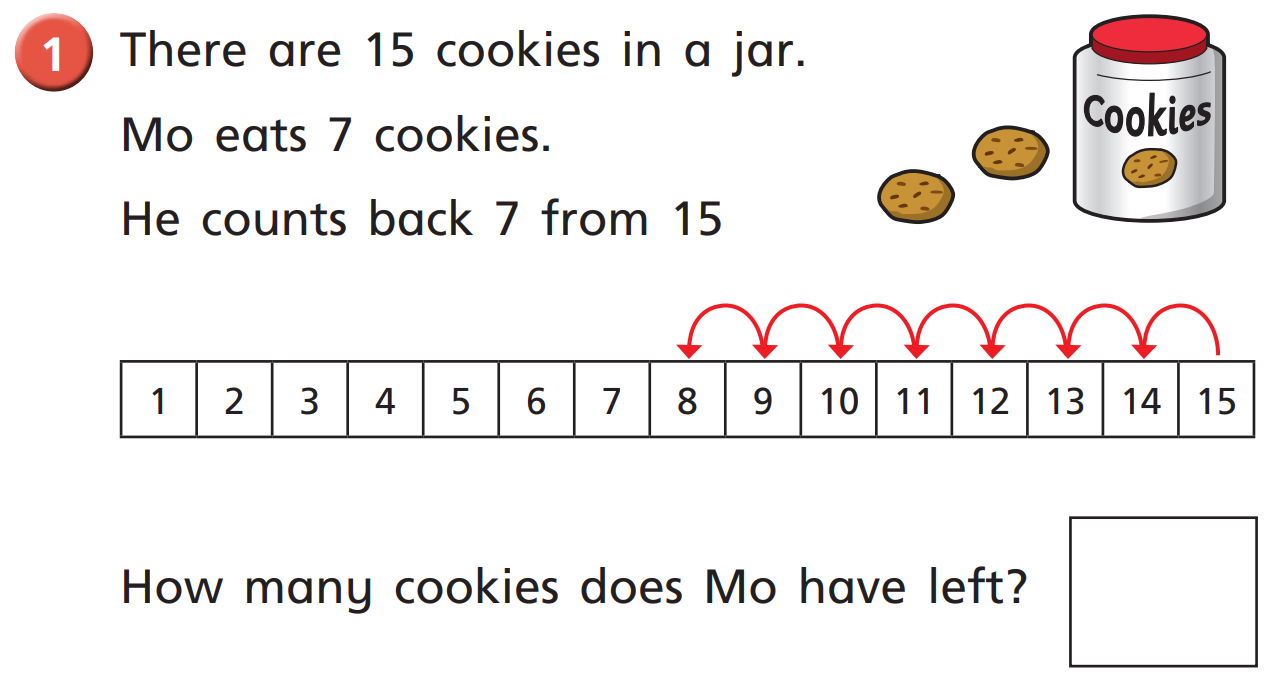 1 There are 15 cookies in a jar.
Mo eats 7 cookies.
He counts back 7 from 15
Cookies
1 2 3 4 5 6 7 8 9 10 11 12 13 14 15
How many cookies does Mo have left?